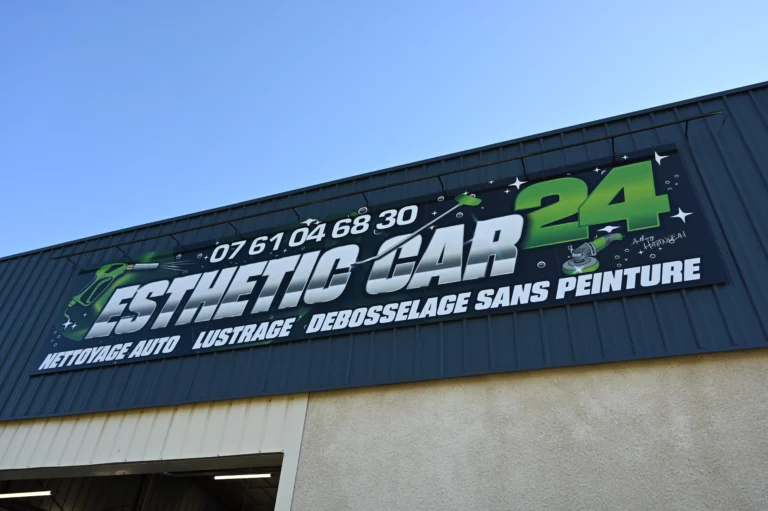 07 61 04 68 30
ESTHETIC CAR 24
NETTOYAGE AUTO LUSTRAGE DEBOSSELAGE SANS PEINTURE